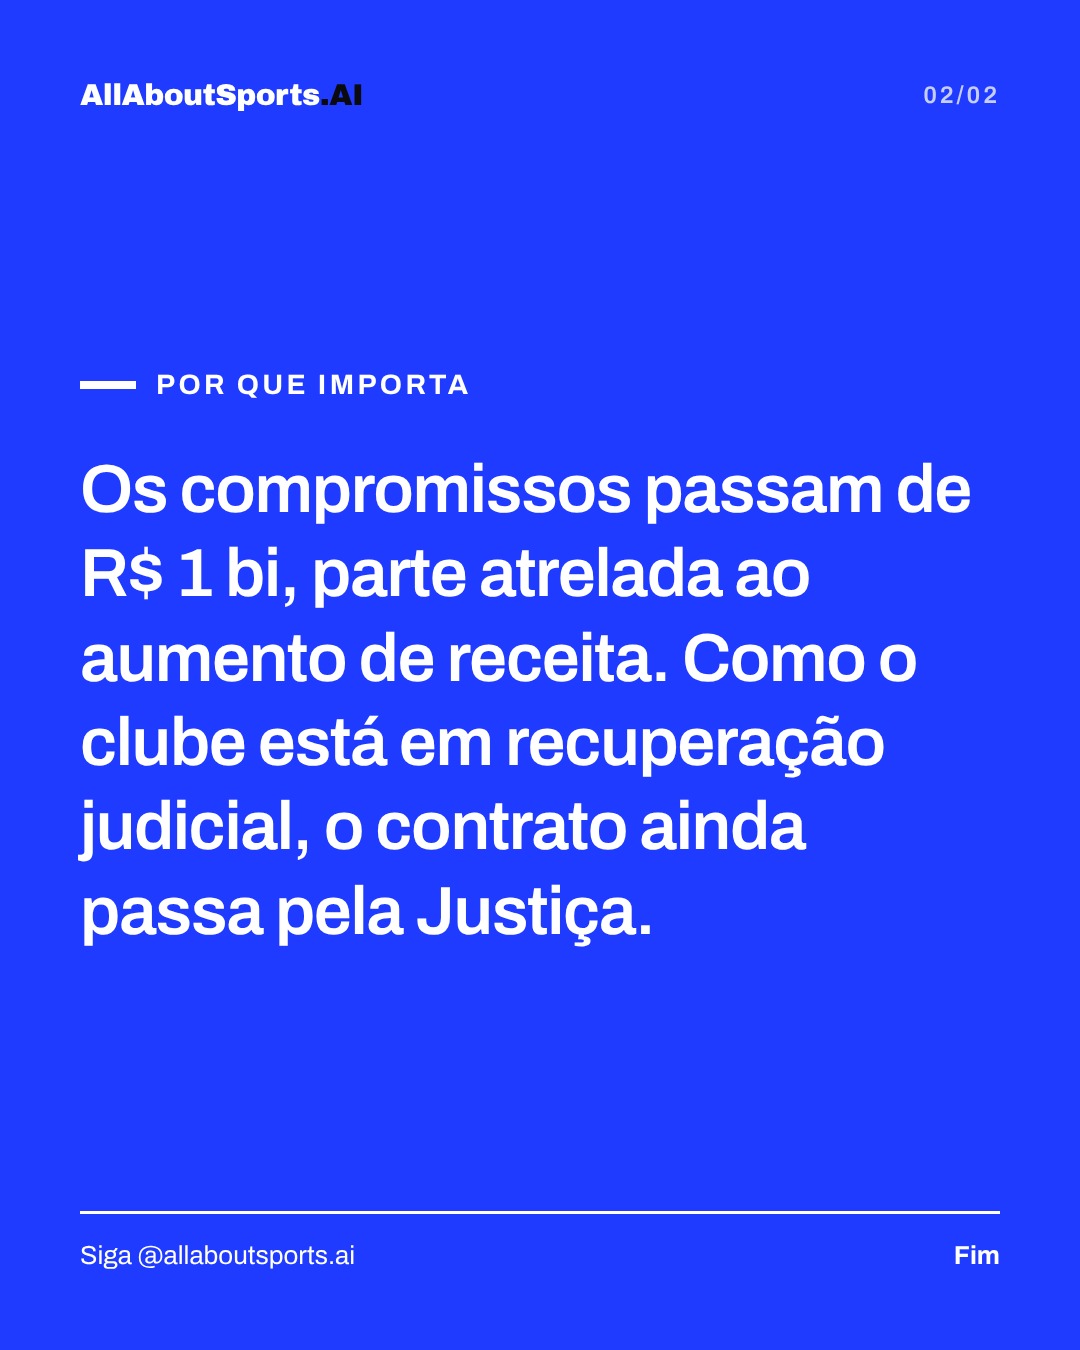 AllAboutSports.AI
02/02
POR QUE IMPORTA
Os compromissos passam de
R$ 1 bi, parte atrelada ao
aumento de receita. Como o
clube está em recuperação
judicial, o contrato ainda
passa pela Justiça.
Siga @allaboutsports.ai
Fim